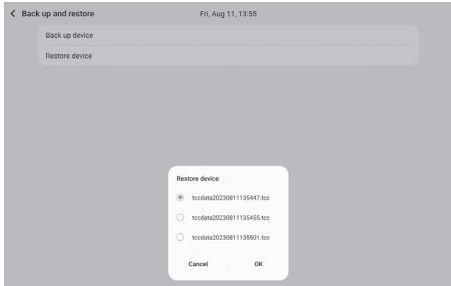 Back up and restore
Fri, Aug 11, 13:55
Back up device
Restore device
Restore device
tccdata20230811135447.tcc
tccdata20230811135455.tcc
tccdata20230811135501.tcc
Cancel
OK